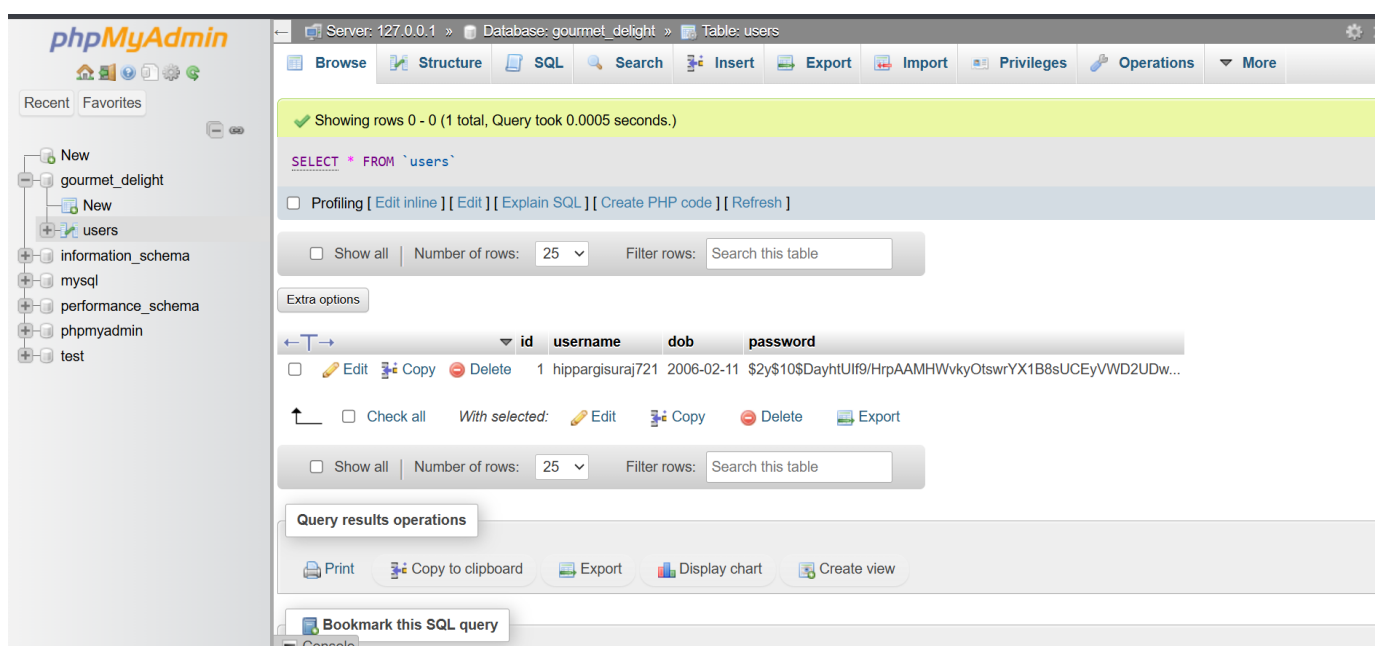 phpMyAdmin
Recent Favorites
New
gourmet_delight
New
users
information_schema
mysql
performance_schema
phpmyadmin
test
Server: 127.0.0.1 » Database: gourmet_delight » Table: users
Browse Structure SQL Search Insert Export Import Privileges Operations More
Showing rows 0 - 0 (1 total, Query took 0.0005 seconds.)
SELECT * FROM `users`
Profiling [ Edit inline ] [ Edit ] [ Explain SQL ] [ Create PHP code ] [ Refresh ]
Show all | Number of rows: 25 Filter rows: Search this table
Extra options
id username dob password
Edit Copy Delete 1 hippargisuraj721 2006-02-11 $2y$10$DayhtUIf9/HrpAAMHWvkyOtswrYX1B8sUCEyVWD2UDw...
Check all With selected: Edit Copy Delete Export
Show all | Number of rows: 25 Filter rows: Search this table
Query results operations
Print Copy to clipboard Export Display chart Create view
Bookmark this SQL query
Console